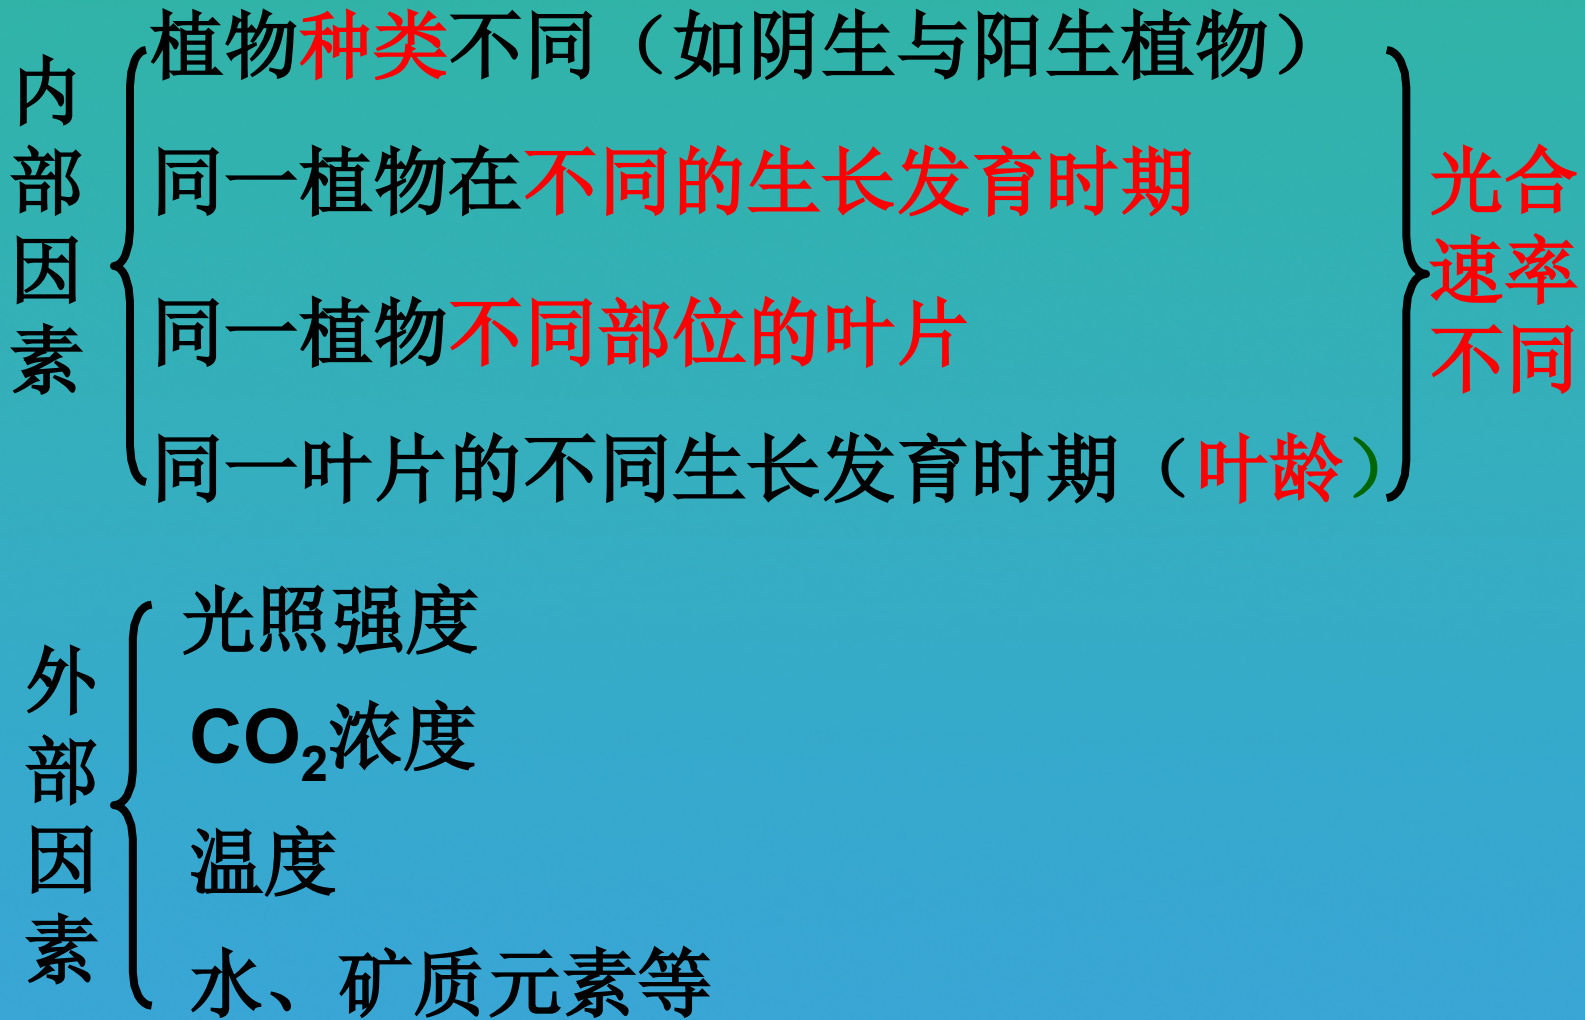 内部因素
植物种类不同（如阴生与阳生植物）
同一植物在不同的生长发育时期
同一植物不同部位的叶片
同一叶片的不同生长发育时期（叶龄）
光合
速率
不同
外部因素
光照强度
CO₂浓度
温度
水、矿质元素等